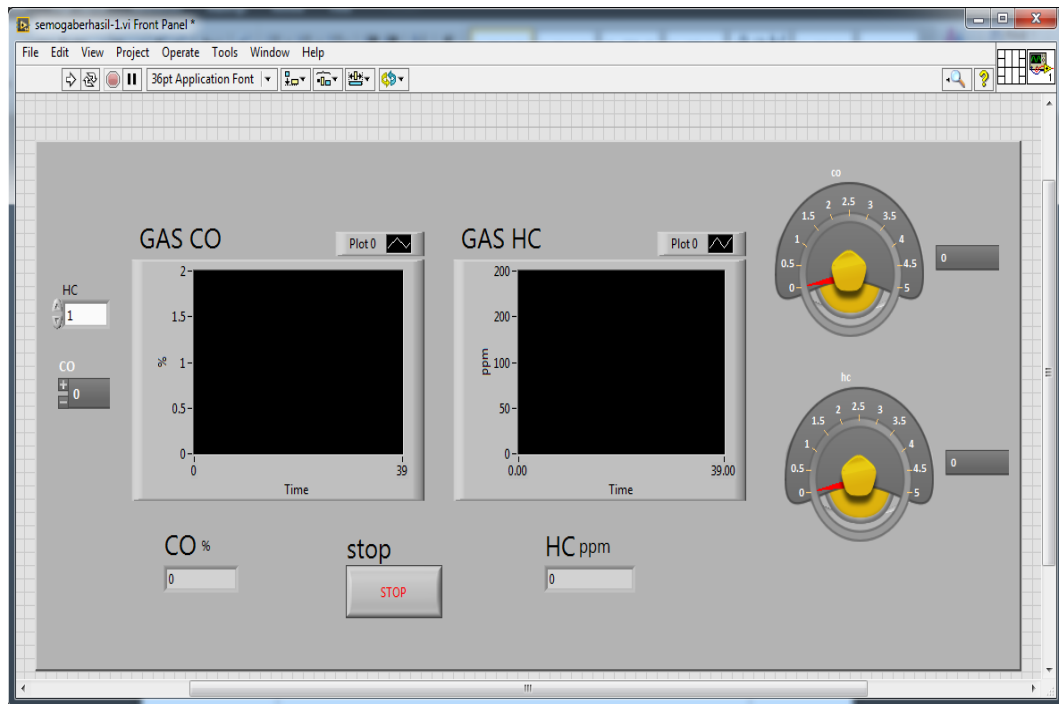 semogaberhasil-1.vi Front Panel *
File Edit View Project Operate Tools Window Help
36pt Application Font
1
GAS CO
Plot 0
2
1.5
1
0.5
0
%
0
39
Time
GAS HC
Plot 0
200
200
100
50
0
ppm
0.00
39.00
Time
HC
1
CO
0
co
0
0.5
1
1.5
2
2.5
3
3.5
4
4.5
5
0
hc
0
0.5
1
1.5
2
2.5
3
3.5
4
4.5
5
0
CO %
0
stop
STOP
HC ppm
0